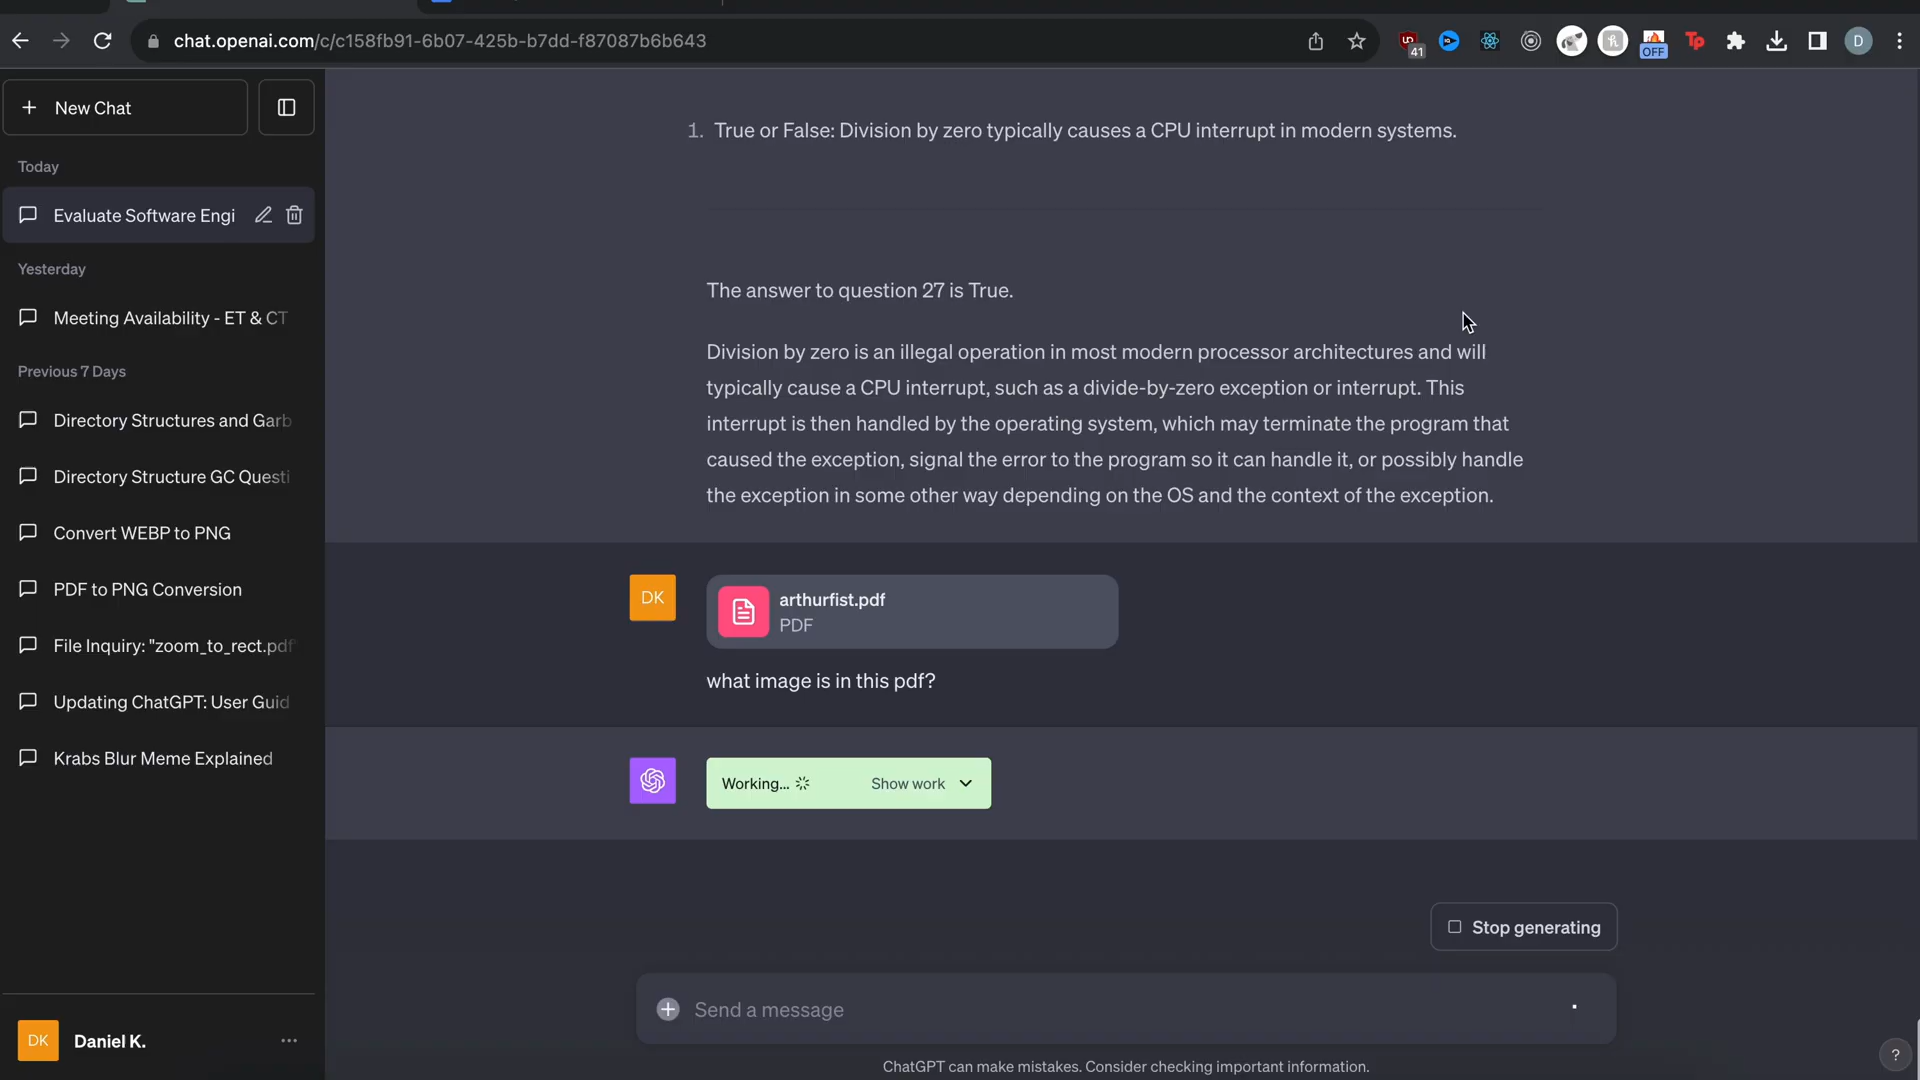 chat.openai.com/c/c158fb91-6b07-425b-b7dd-f87087b6b643
41
OFF
Tp
D
New Chat
Today
Evaluate Software Engi
Yesterday
Meeting Availability - ET & CT
Previous 7 Days
Directory Structures and Garb
Directory Structure GC Questi
Convert WEBP to PNG
PDF to PNG Conversion
File Inquiry: "zoom_to_rect.pdf"
Updating ChatGPT: User Guid
Krabs Blur Meme Explained
DK
Daniel K.
1. True or False: Division by zero typically causes a CPU interrupt in modern systems.
The answer to question 27 is True.
Division by zero is an illegal operation in most modern processor architectures and will
typically cause a CPU interrupt, such as a divide-by-zero exception or interrupt. This
interrupt is then handled by the operating system, which may terminate the program that
caused the exception, signal the error to the program so it can handle it, or possibly handle
the exception in some other way depending on the OS and the context of the exception.
DK
arthurfist.pdf
PDF
what image is in this pdf?
Working... Show work
Stop generating
Send a message
ChatGPT can make mistakes. Consider checking important information.
?